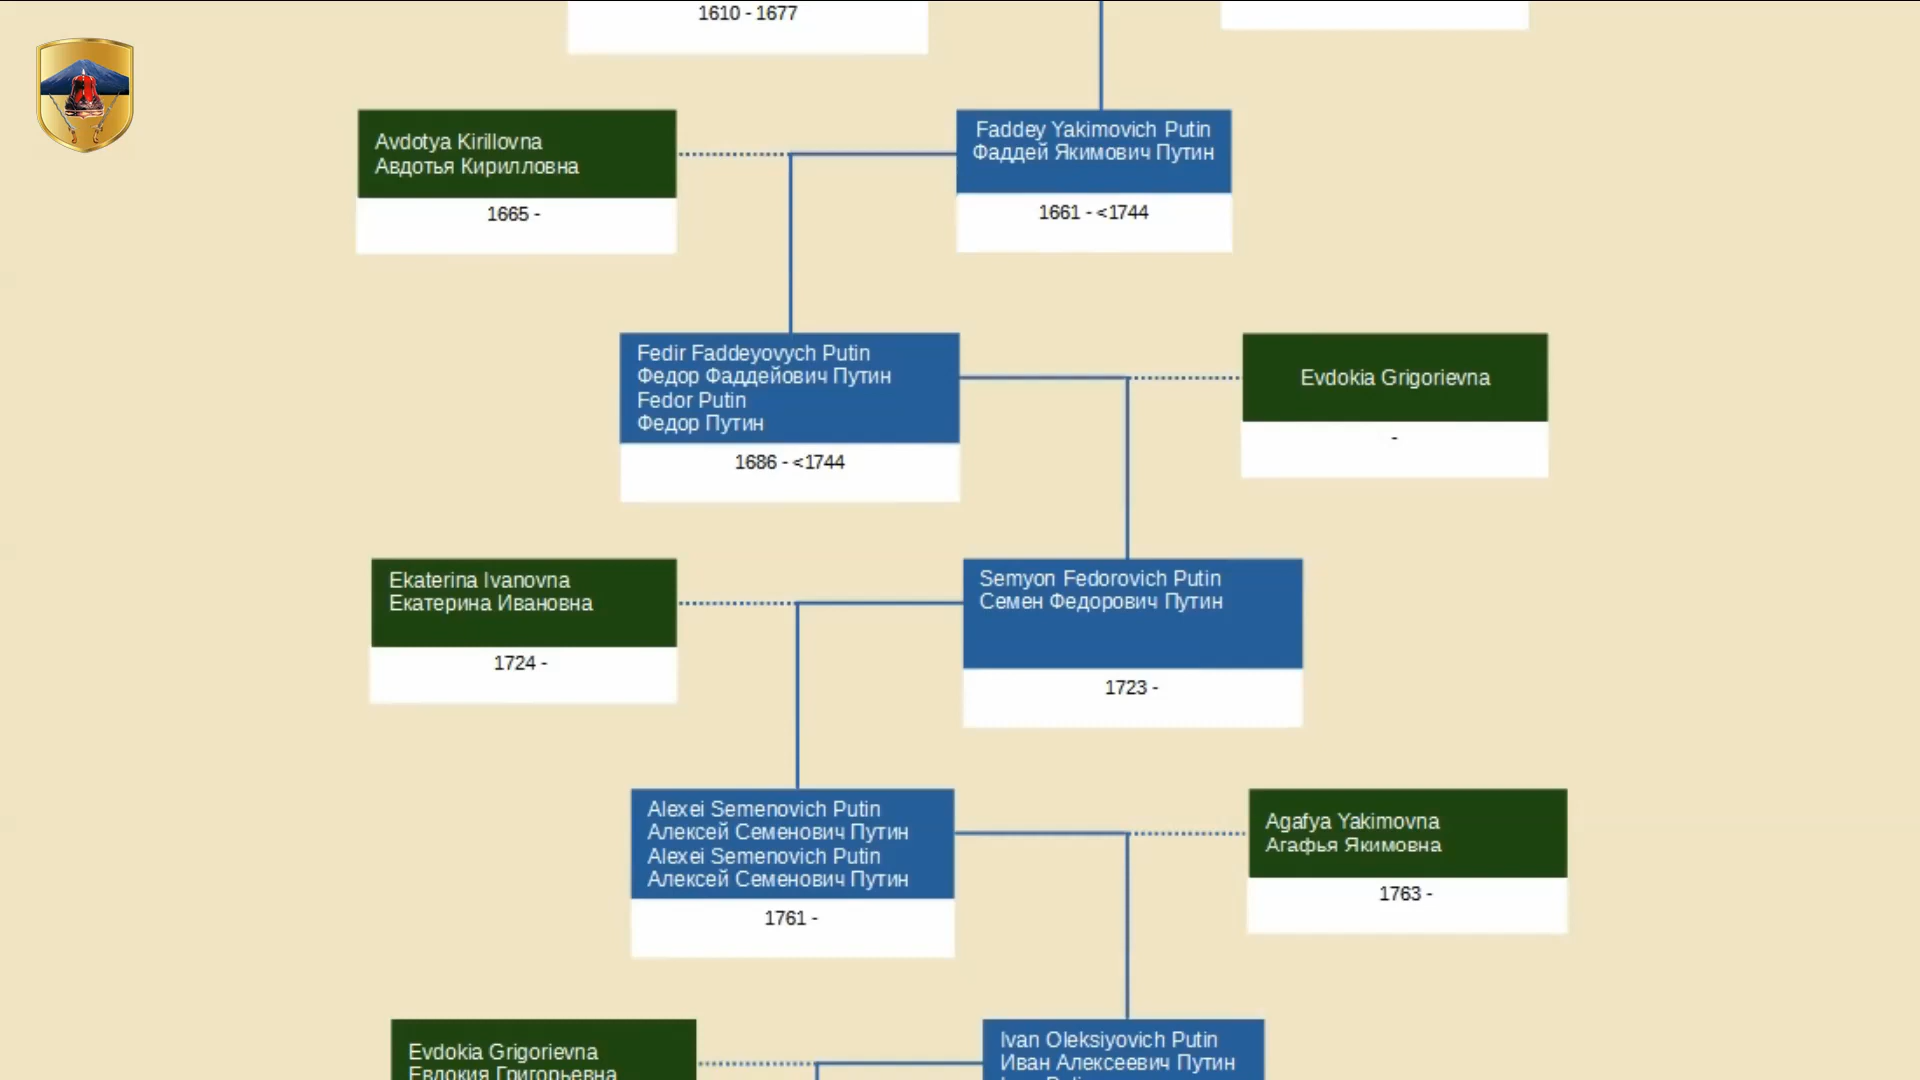 1610 - 1677
Avdotya Kirillovna
Авдотья Кирилловна
1665 -
Faddey Yakimovich Putin
Фаддей Якимович Путин
1661 - <1744
Fedir Faddeyovych Putin
Федор Фаддейович Путин
Fedor Putin
Федор Путин
1686 - <1744
Evdokia Grigorievna
-
Ekaterina Ivanovna
Екатерина Ивановна
1724 -
Semyon Fedorovich Putin
Семен Федорович Путин
1723 -
Alexei Semenovich Putin
Алексей Семенович Путин
Alexei Semenovich Putin
Алексей Семенович Путин
1761 -
Agafya Yakimovna
Агафья Якимовна
1763 -
Evdokia Grigorievna
Евдокия Григорьевна
Ivan Oleksiyovich Putin
Иван Алексеевич Путин